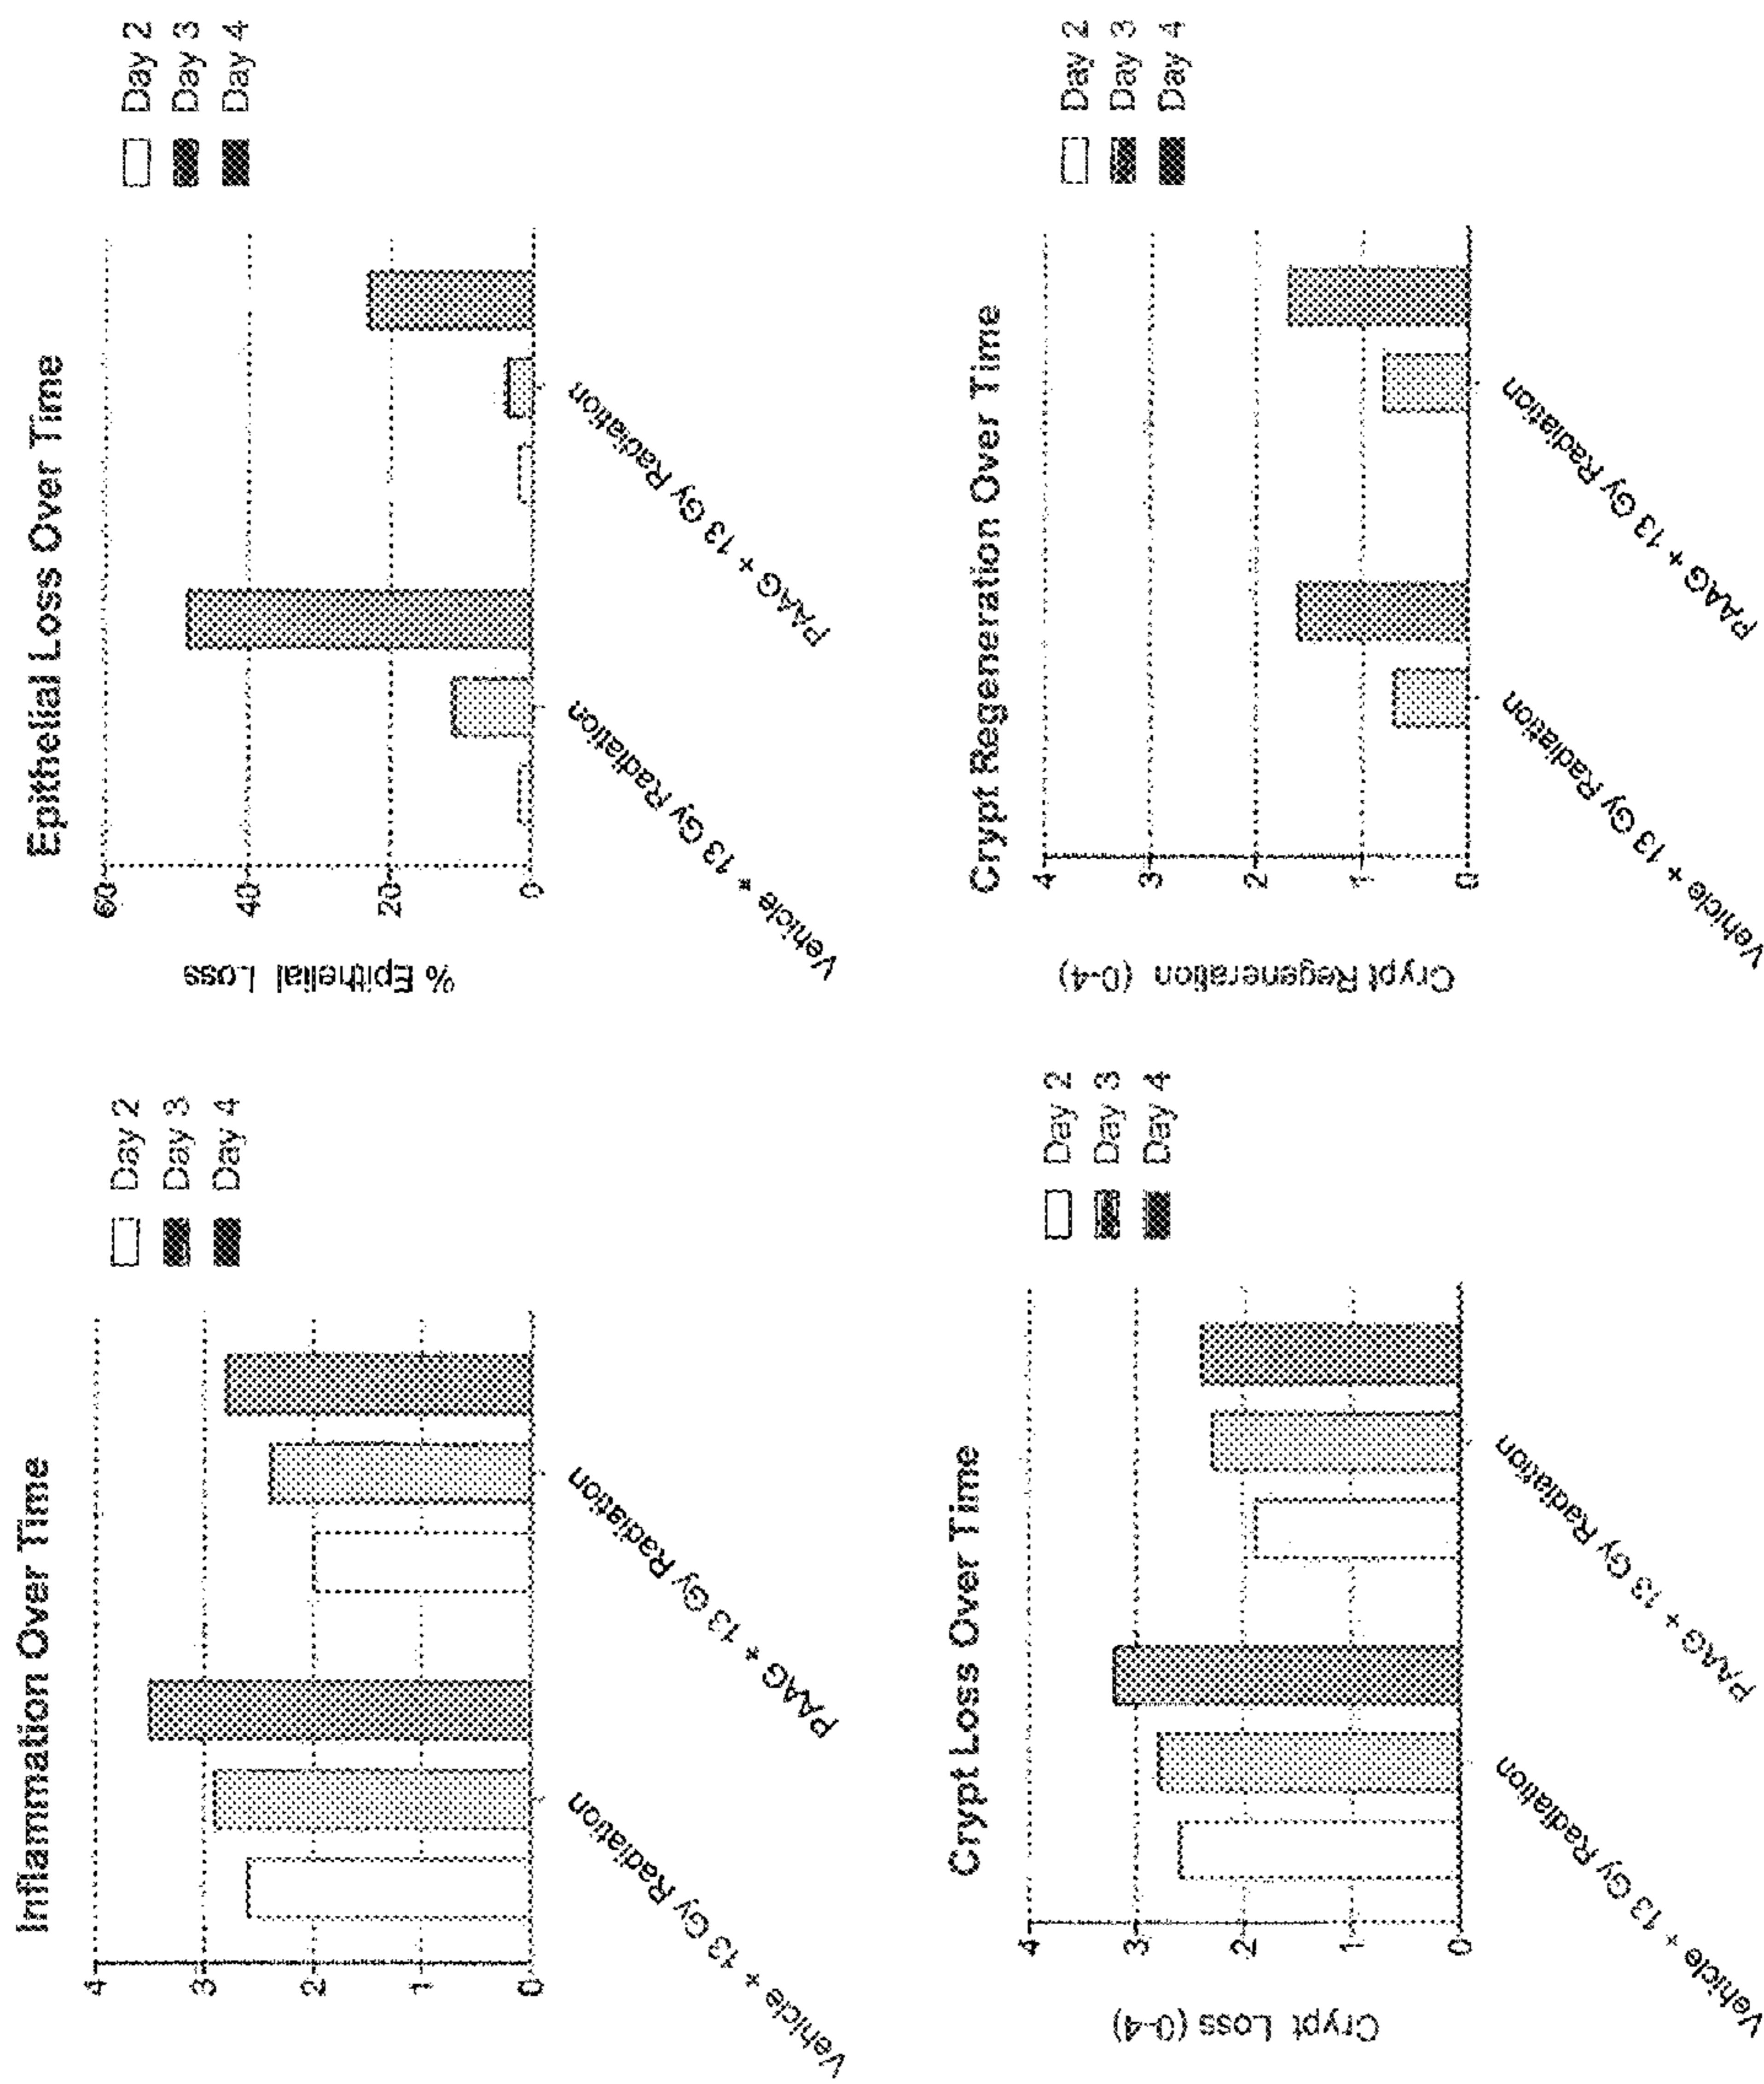 Inflammation Over Time
4
3
2
1
0
Day 2
Day 3
Day 4
Vehicle + 13 Gy Radiation
PAAG + 13 Gy Radiation
Epithelial Loss Over Time
% Epithelial Loss
60
40
20
0
Day 2
Day 3
Day 4
Vehicle + 13 Gy Radiation
PAAG + 13 Gy Radiation
Crypt Loss Over Time
Crypt Loss (0-4)
4
3
2
1
0
Day 2
Day 3
Day 4
Vehicle + 13 Gy Radiation
PAAG + 13 Gy Radiation
Crypt Regeneration Over Time
Crypt Regeneration (0-4)
4
3
2
1
0
Day 2
Day 3
Day 4
Vehicle + 13 Gy Radiation
PAAG + 13 Gy Radiation